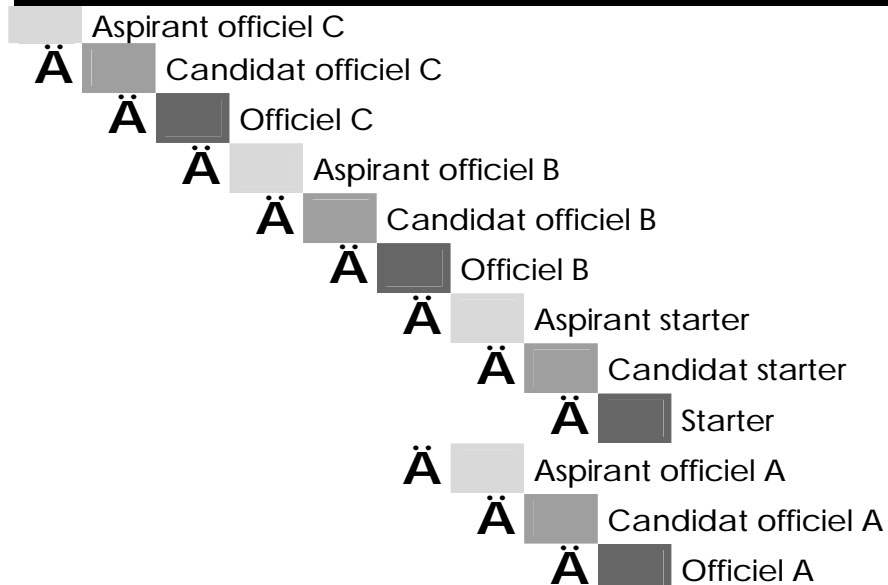 Aspirant officiel C
Ä Candidat officiel C
Ä Officiel C
Ä Aspirant officiel B
Ä Candidat officiel B
Ä Officiel B
Ä Aspirant starter
Ä Candidat starter
Ä Starter
Ä Aspirant officiel A
Ä Candidat officiel A
Ä Officiel A